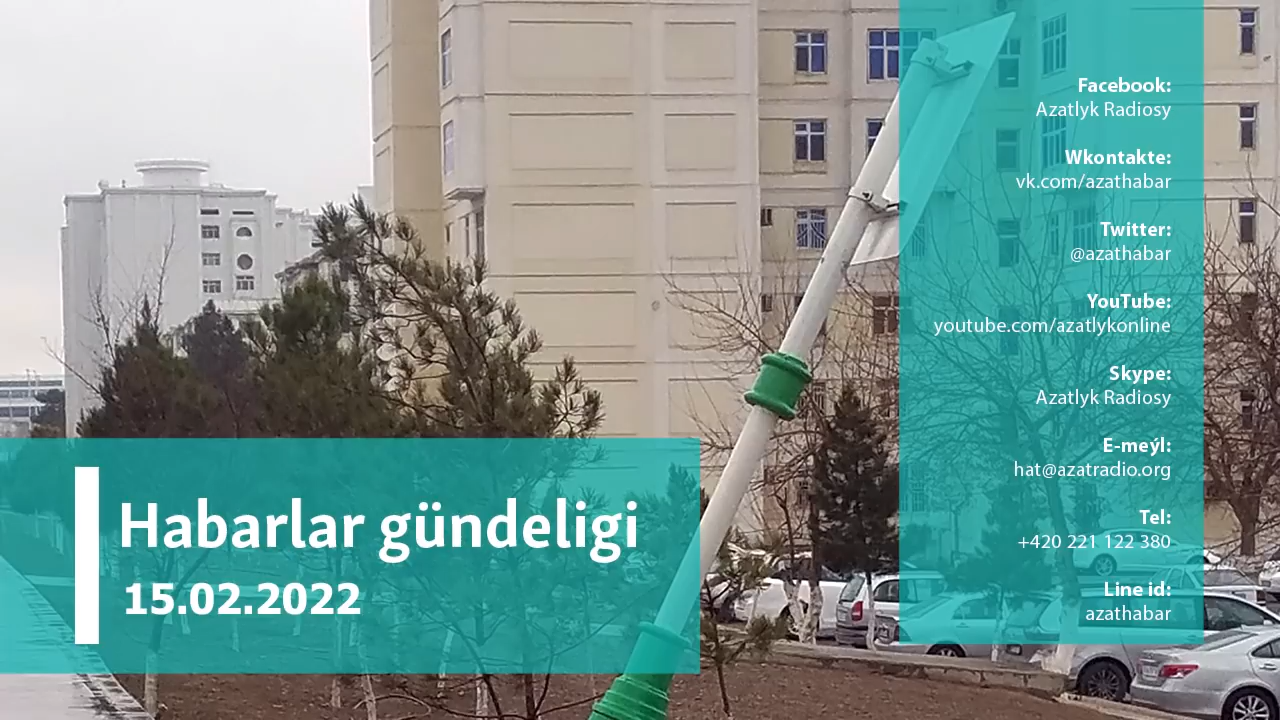 Facebook:
Azatlyk Radiosy
Wkontakte:
vk.com/azathabar
Twitter:
@azathabar
YouTube:
youtube.com/azatlykonline
Skype:
Azatlyk Radiosy
E-meýl:
hat@azatradio.org
Tel:
+420 221 122 380
Line id:
azathabar
Habarlar gündeligi
15.02.2022